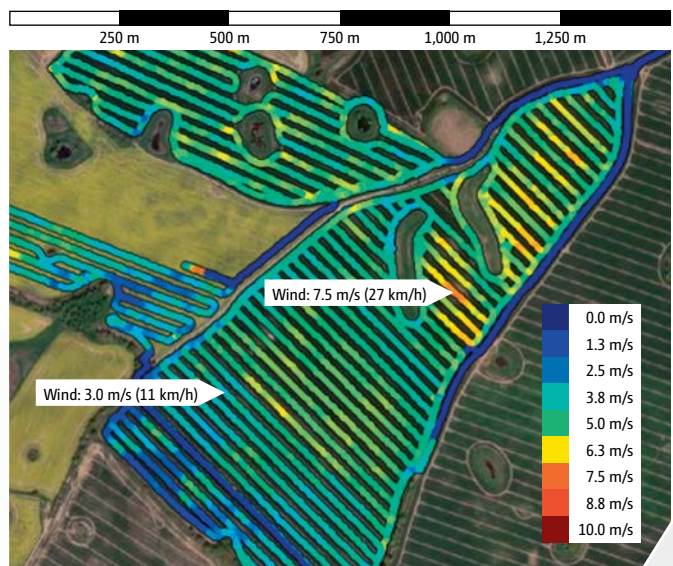 250 m 500 m 750 m 1,000 m 1,250 m
Wind: 7.5 m/s (27 km/h)
Wind: 3.0 m/s (11 km/h)
0.0 m/s
1.3 m/s
2.5 m/s
3.8 m/s
5.0 m/s
6.3 m/s
7.5 m/s
8.8 m/s
10.0 m/s